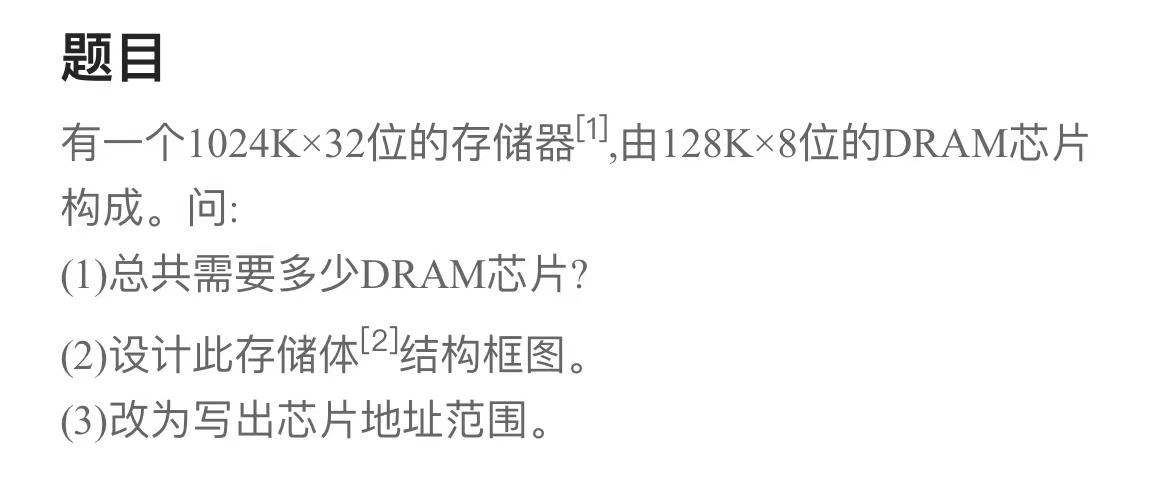 题目
有一个1024K×32位的存储器[1],由128K×8位的DRAM芯片
构成。问:
(1)总共需要多少DRAM芯片?
(2)设计此存储体[2]结构框图。
(3)改为写出芯片地址范围。